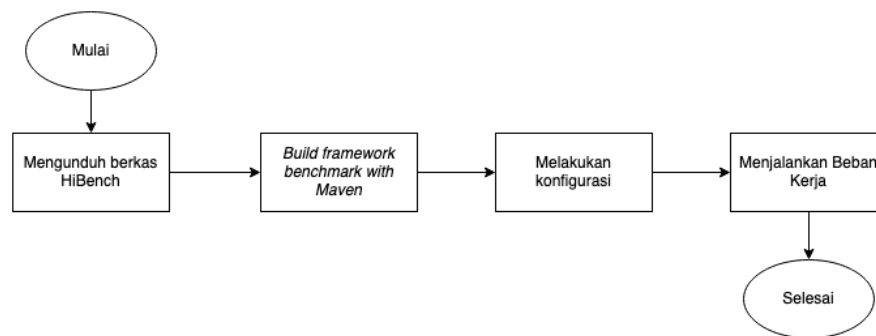 Mulai
Mengunduh berkas
HiBench
Build framework
benchmark with
Maven
Melakukan
konfigurasi
Menjalankan Beban
Kerja
Selesai